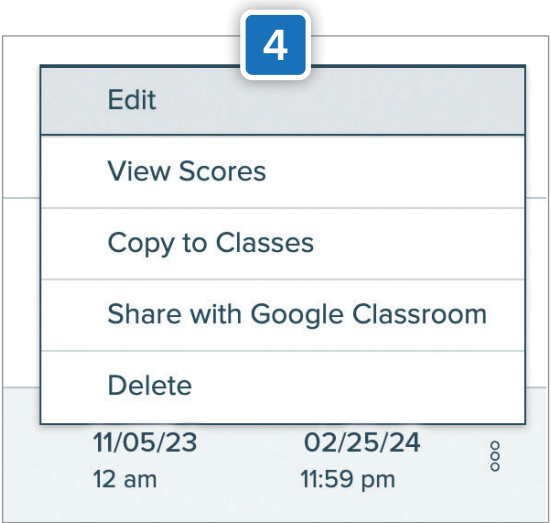 4
Edit
View Scores
Copy to Classes
Share with Google Classroom
Delete
11/05/23 02/25/24
12 am 11:59 pm